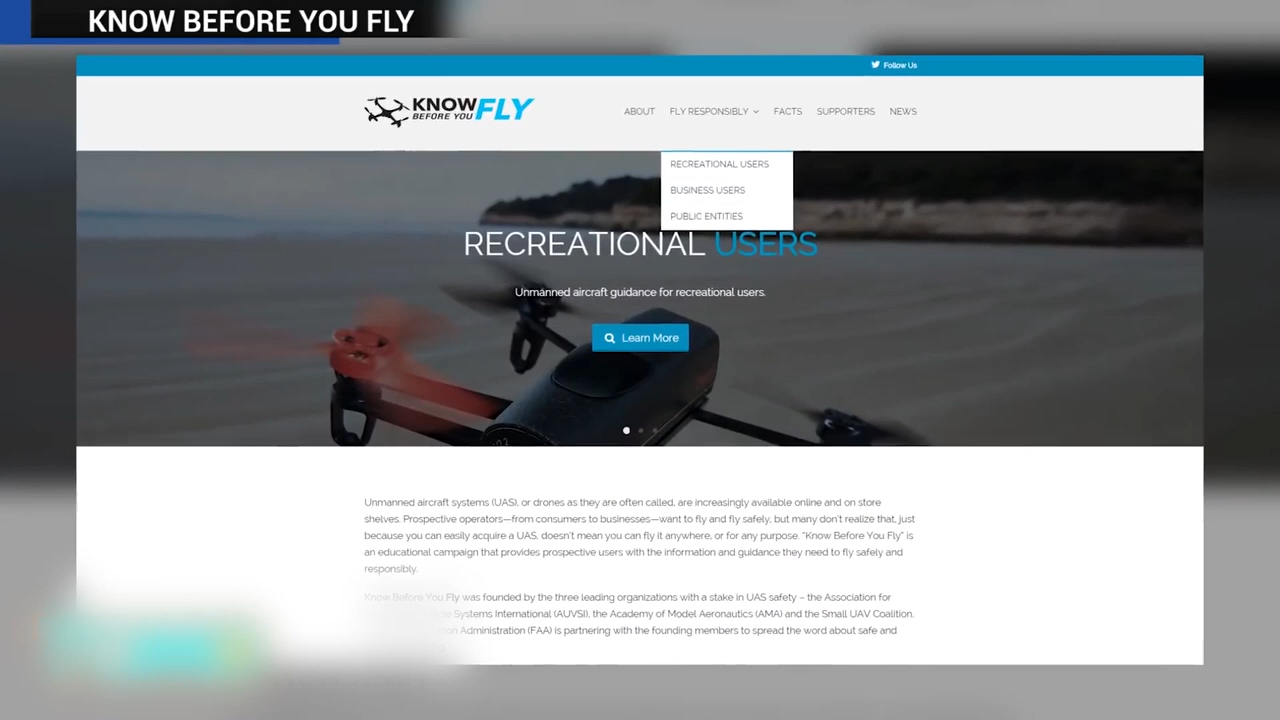 KNOW BEFORE YOU FLY
Follow Us
KNOW
BEFORE YOU FLY
ABOUT FLY RESPONSIBLY FACTS SUPPORTERS NEWS
RECREATIONAL USERS
BUSINESS USERS
PUBLIC ENTITIES
RECREATIONAL USERS
Unmanned aircraft guidance for recreational users.
Learn More
Unmanned aircraft systems (UAS), or drones as they are often called, are increasingly available online and on store
shelves. Prospective operators—from consumers to businesses—want to fly and fly safely, but many don't realize that, just
because you can easily acquire a UAS, doesn't mean you can fly it anywhere, or for any purpose. "Know Before You Fly" is
an educational campaign that provides prospective users with the information and guidance they need to fly safely and
responsibly.
Know Before You Fly was founded by the three leading organizations with a stake in UAS safety – the Association for
Systems International (AUVSI), the Academy of Model Aeronautics (AMA) and the Small UAV Coalition.
Administration (FAA) is partnering with the founding members to spread the word about safe and